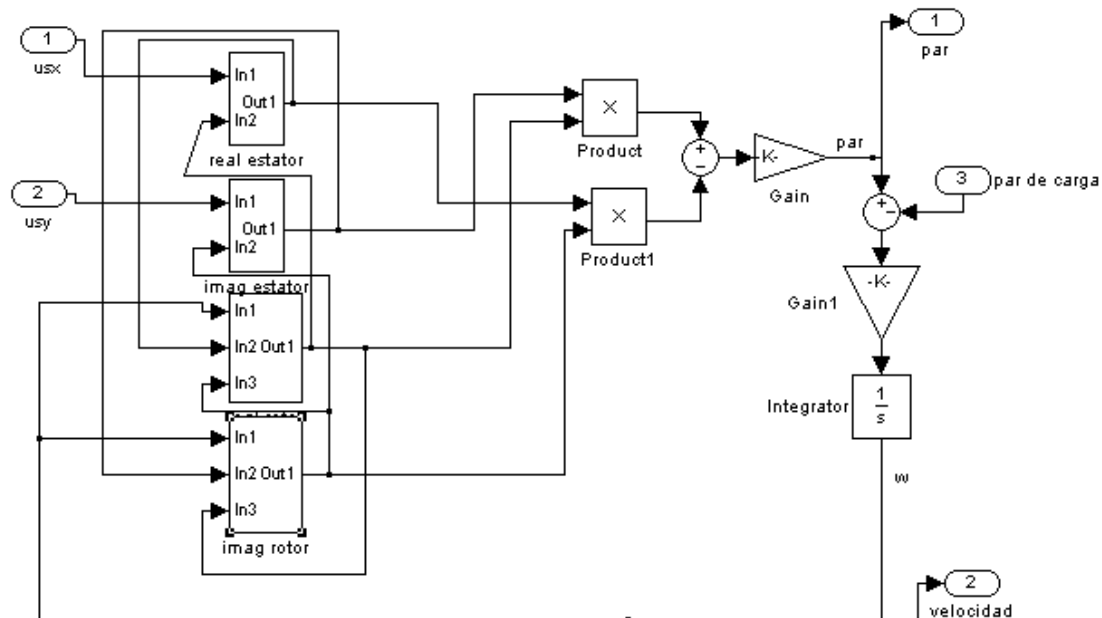 1
usx
In1
Out1
In2
real estator
2
usy
In1
Out1
In2
imag estator
In1
In2 Out1
In3
In1
In2 Out1
In3
imag rotor
×
Product
×
Product1
+
−
-K-
Gain
par
1
par
3
par de carga
+
−
-K-
Gain1
Integrator
1
s
w
2
velocidad